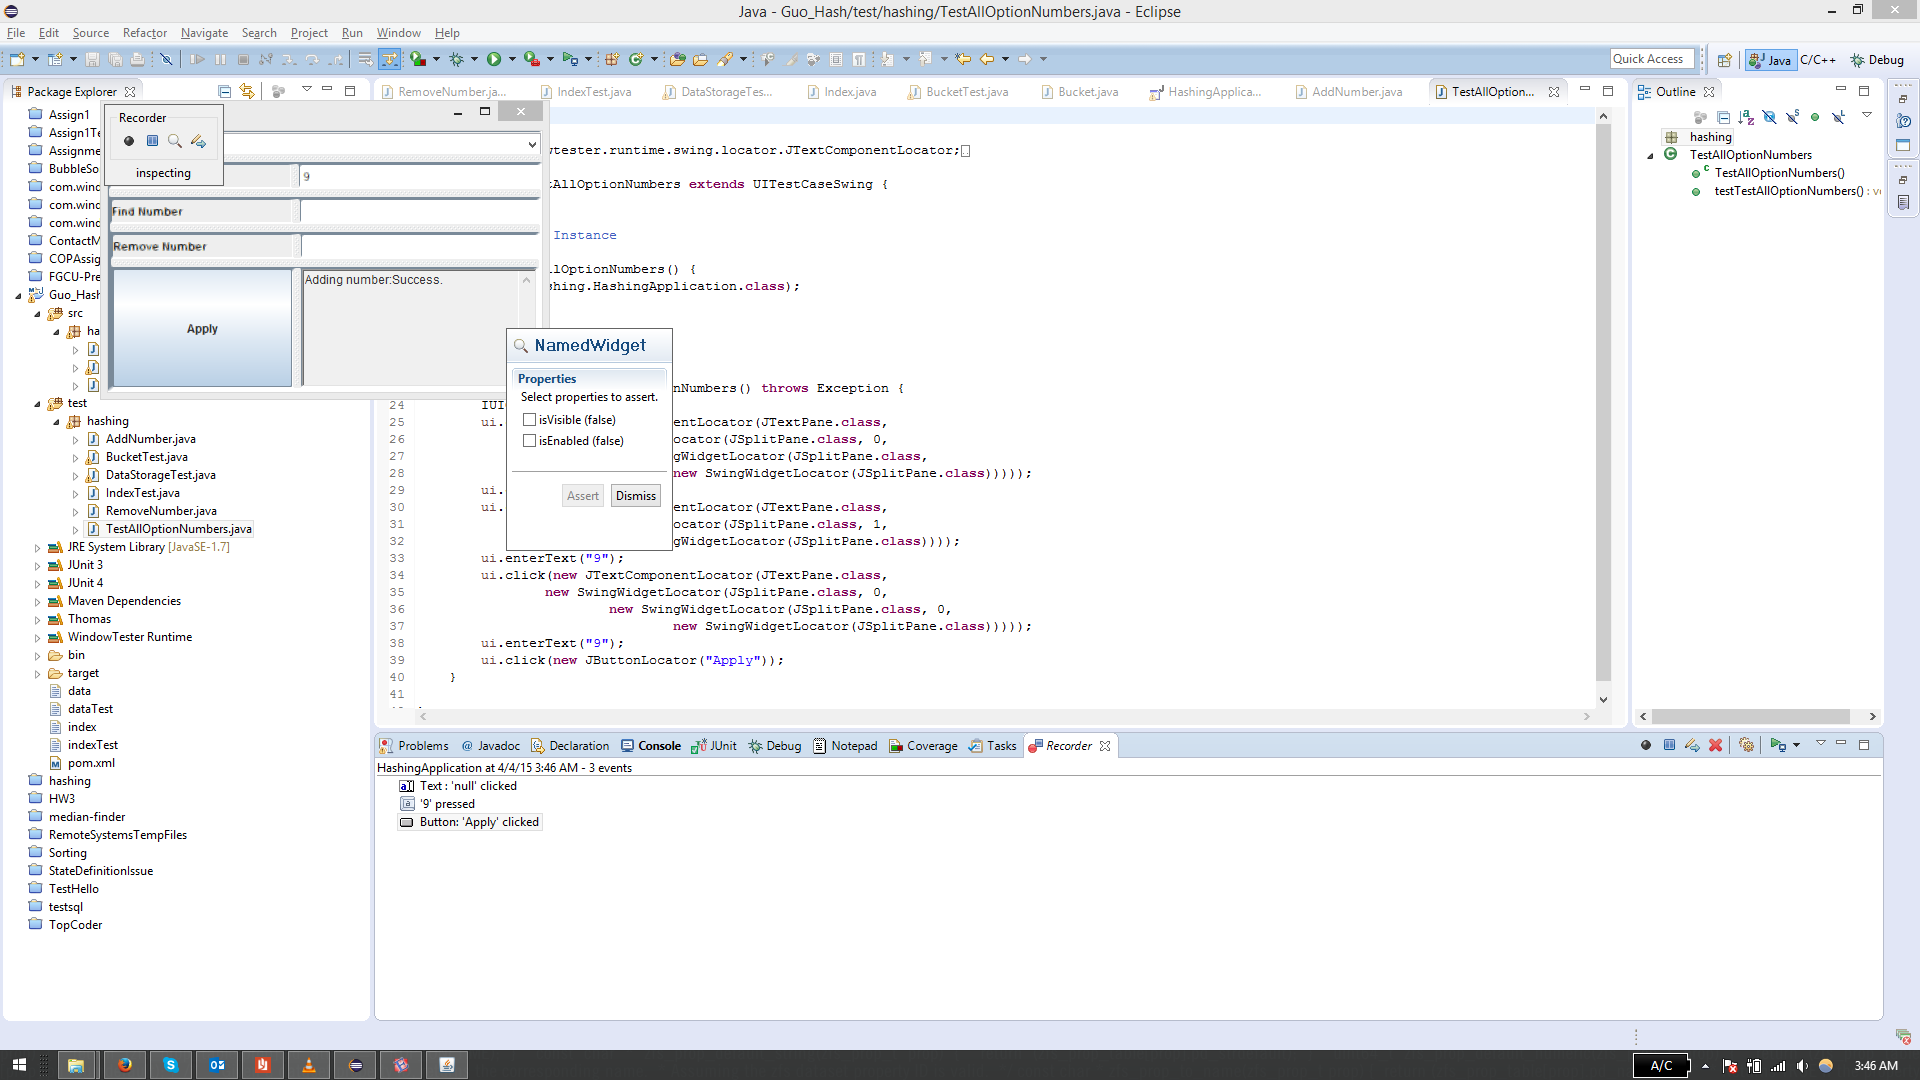 Java - Guo_Hash/test/hashing/TestAllOptionNumbers.java - Eclipse
File Edit Source Refactor Navigate Search Project Run Window Help
Quick Access
Java
C/C++
Debug
Package Explorer
RemoveNumber.ja...
IndexTest.java
DataStorageTes...
Index.java
BucketTest.java
Bucket.java
HashingApplica...
AddNumber.java
TestAllOption...
Outline
Assign1
Assign1Te
Assignme
BubbleSo
com.winc
com.winc
com.winc
ContactM
COPAssig
FGCU-Pre
Guo_Hash
src
ha
test
hashing
AddNumber.java
BucketTest.java
DataStorageTest.java
IndexTest.java
RemoveNumber.java
TestAllOptionNumbers.java
JRE System Library [JavaSE-1.7]
JUnit 3
JUnit 4
Maven Dependencies
Thomas
WindowTester Runtime
bin
target
data
dataTest
index
indexTest
pom.xml
hashing
HW3
median-finder
RemoteSystemsTempFiles
Sorting
StateDefinitionIssue
TestHello
testsql
TopCoder
Recorder
inspecting
9
Find Number
Remove Number
Apply
Adding number:Success.
NamedWidget
Properties
Select properties to assert.
isVisible (false)
isEnabled (false)
Assert
Dismiss
wtester.runtime.swing.locator.JTextComponentLocator;
tAllOptionNumbers extends UITestCaseSwing {
Instance
llOptionNumbers() {
hing.HashingApplication.class);
nNumbers() throws Exception {
24 IUI
25 ui. entLocator(JTextPane.class,
26 ocator(JSplitPane.class, 0,
27 gWidgetLocator(JSplitPane.class,
28 new SwingWidgetLocator(JSplitPane.class)))));
29 ui.
30 ui. entLocator(JTextPane.class,
31 ocator(JSplitPane.class, 1,
32 gWidgetLocator(JSplitPane.class))));
33 ui.enterText("9");
34 ui.click(new JTextComponentLocator(JTextPane.class,
35 new SwingWidgetLocator(JSplitPane.class, 0,
36 new SwingWidgetLocator(JSplitPane.class, 0,
37 new SwingWidgetLocator(JSplitPane.class)))));
38 ui.enterText("9");
39 ui.click(new JButtonLocator("Apply"));
40 }
41
hashing
TestAllOptionNumbers
TestAllOptionNumbers()
testTestAllOptionNumbers() : v
Problems
@ Javadoc
Declaration
Console
JUnit
Debug
Notepad
Coverage
Tasks
Recorder
HashingApplication at 4/4/15 3:46 AM - 3 events
Text : 'null' clicked
'9' pressed
Button: 'Apply' clicked
A/C
3:46 AM